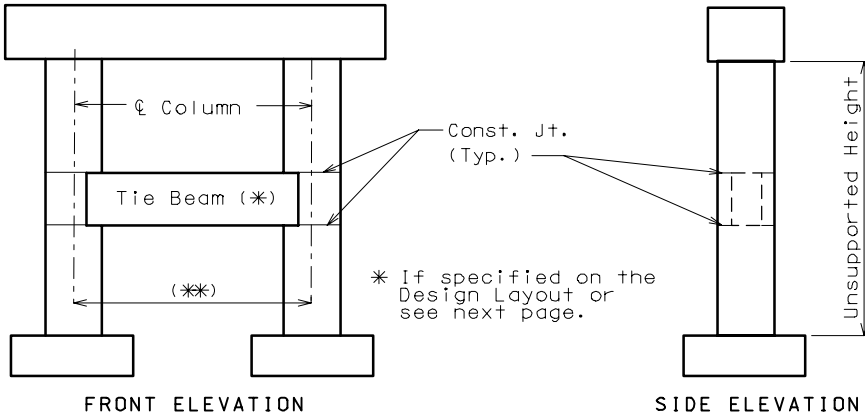 ℄ Column
Const. Jt.
(Typ.)
Tie Beam (*)
(**)
* If specified on the
Design Layout or
see next page.
Unsupported Height
FRONT ELEVATION
SIDE ELEVATION